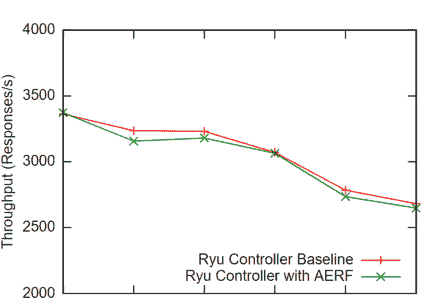 4000
3500
Throughput (Responses/s)
3000
2500
Ryu Controller Baseline
Ryu Controller with AERF
2000